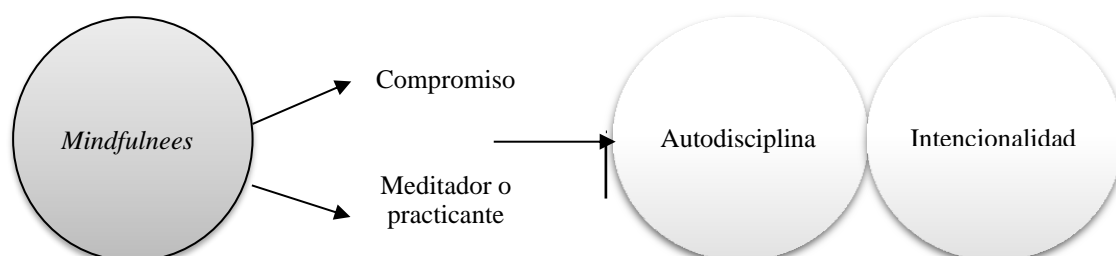 Compromiso
Mindfulnees
Autodisciplina
Intencionalidad
Meditador o
practicante